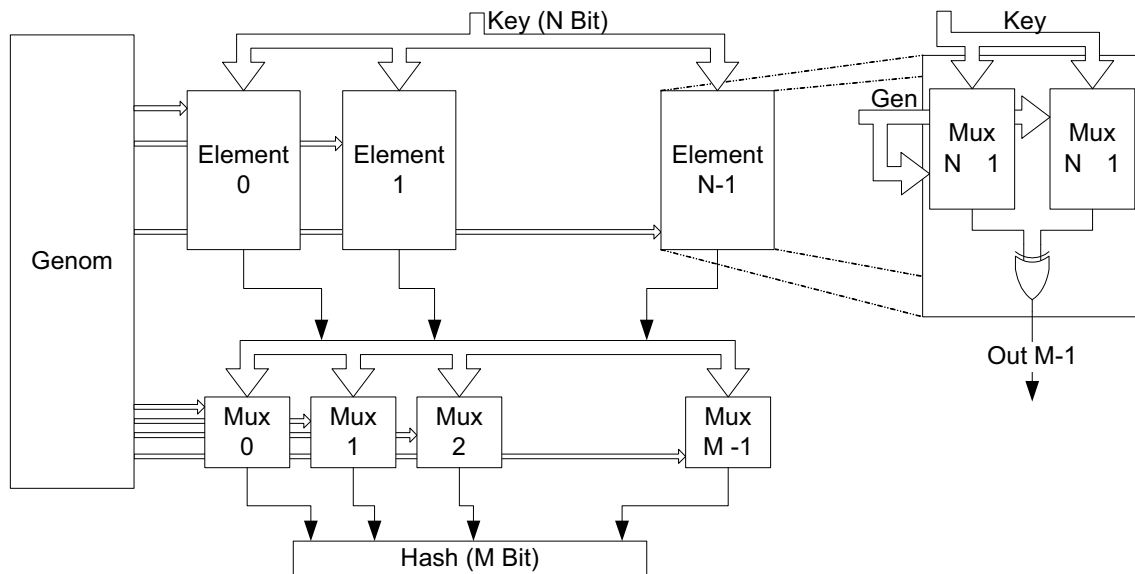 Key (N Bit)
Key
Genom
Element
0
Element
1
Element
N-1
Gen
Mux
N 1
Mux
N 1
Out M-1
Mux
0
Mux
1
Mux
2
Mux
M -1
Hash (M Bit)